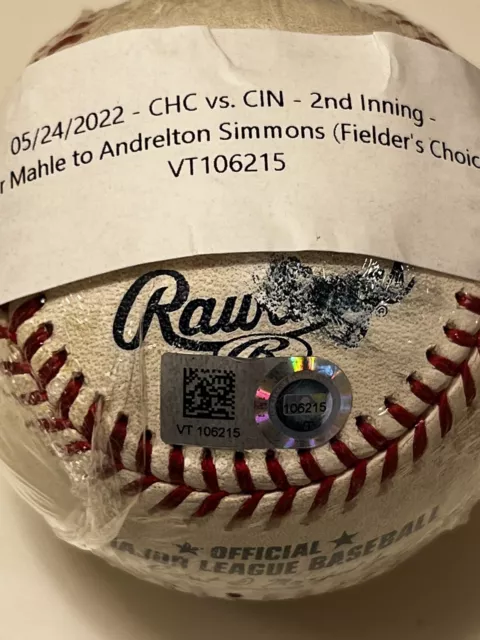 05/24/2022 - CHC vs. CIN - 2nd Inning -
r Mahle to Andrelton Simmons (Fielder's Choic
VT106215
Raw
R
VT 106215
106215
OFFICIAL
MAJOR LEAGUE BASEBALL